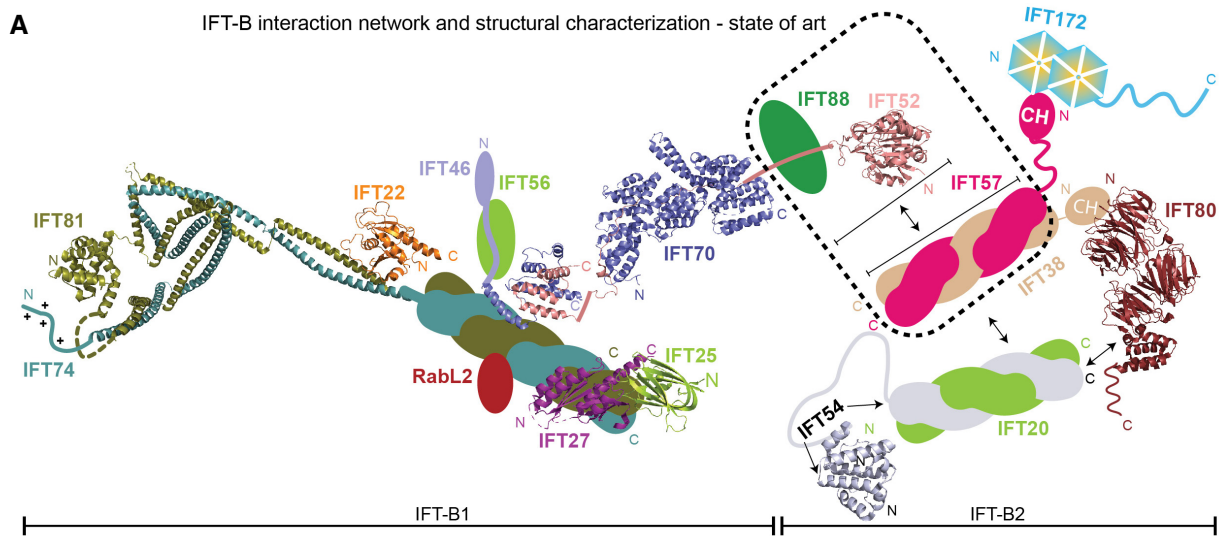 A
IFT-B interaction network and structural characterization - state of art
IFT172
N
C
CH
N
IFT88
IFT52
N
IFT46
IFT56
N
IFT57
N
CH
N
IFT80
IFT81
N
IFT22
C
N
C
IFT70
N
C
C
IFT38
C
C
N
+
+
+
+
IFT74
RabL2
C
C
IFT25
N
N
IFT27
C
C
C
C
IFT54
N
IFT20
N
N
IFT-B1
IFT-B2